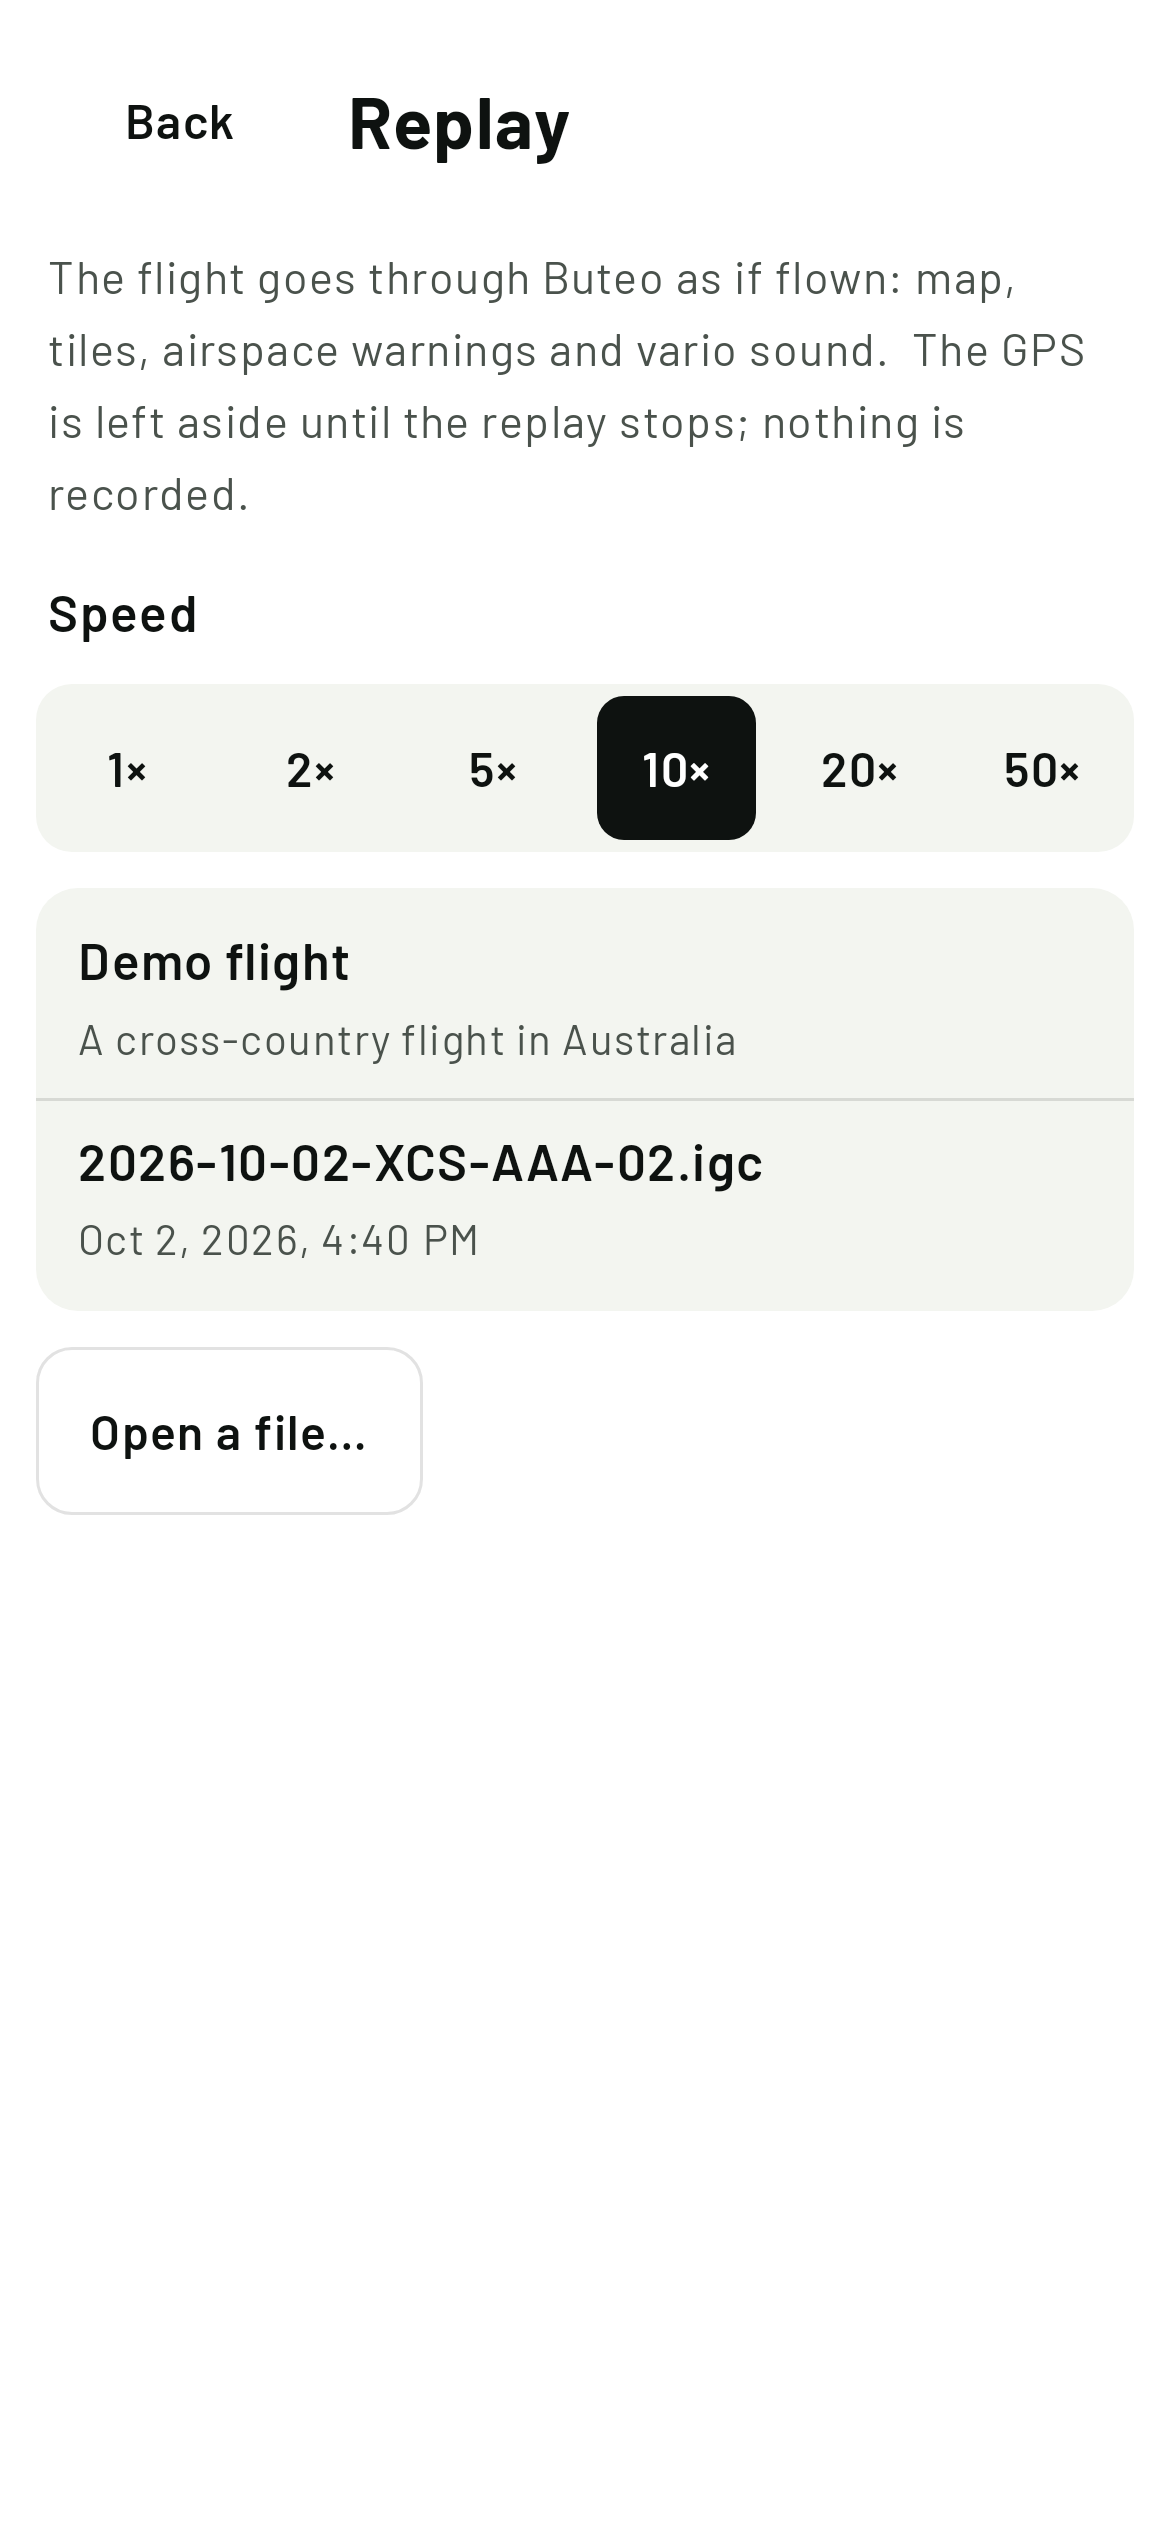 Back
Replay
The flight goes through Buteo as if flown: map,
tiles, airspace warnings and vario sound.  The GPS
is left aside until the replay stops; nothing is
recorded.
Speed
1× 2× 5× 10× 20× 50×
Demo flight
A cross-country flight in Australia
2026-10-02-XCS-AAA-02.igc
Oct 2, 2026, 4:40 PM
Open a file…